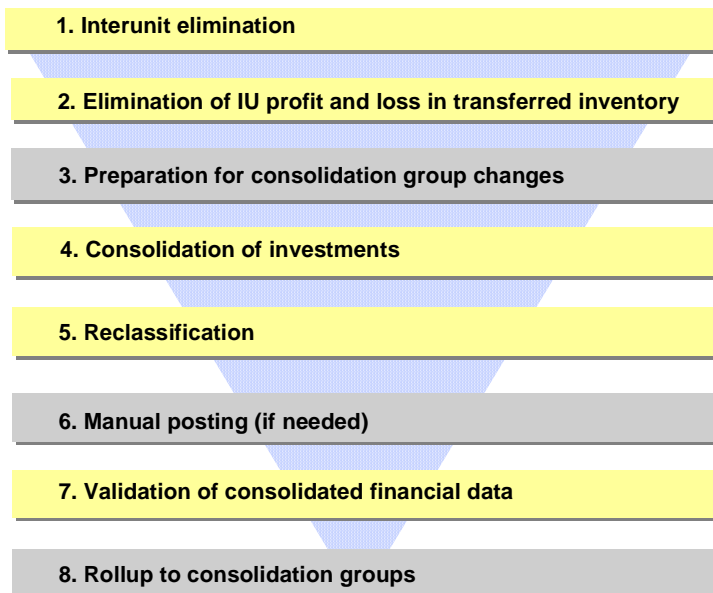 1. Interunit elimination
2. Elimination of IU profit and loss in transferred inventory
3. Preparation for consolidation group changes
4. Consolidation of investments
5. Reclassification
6. Manual posting (if needed)
7. Validation of consolidated financial data
8. Rollup to consolidation groups